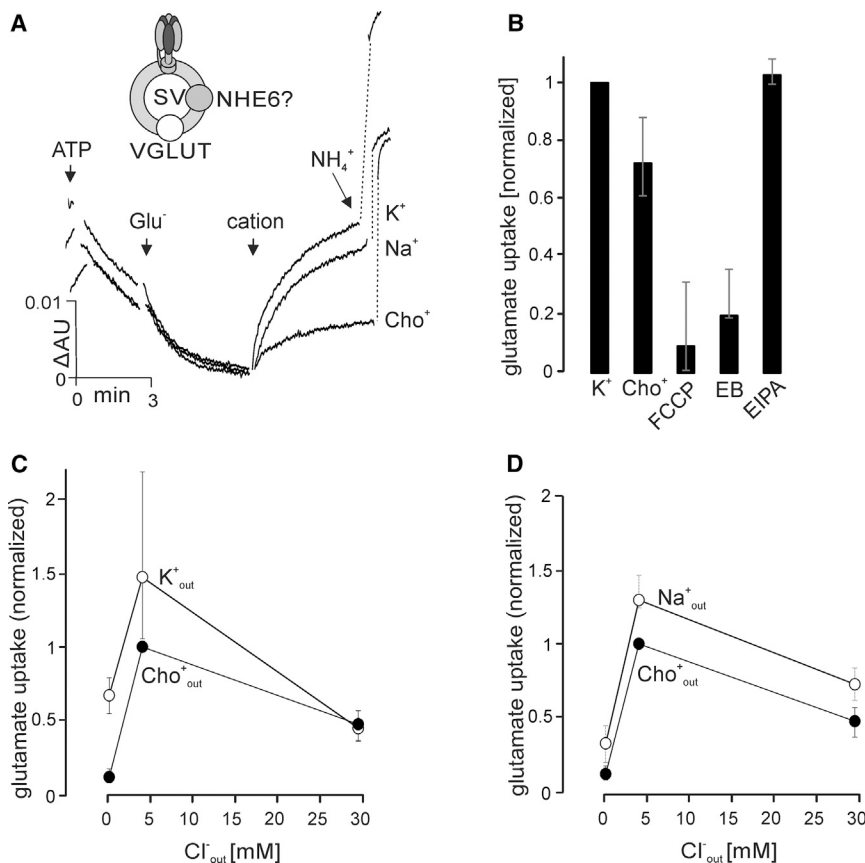 A
SV
NHE6?
VGLUT
ATP
Glu⁻
cation
NH₄⁺
K⁺
Na⁺
Cho⁺
0.01
ΔAU
0
0 min 3
B
glutamate uptake [normalized]
1
0.8
0.6
0.4
0.2
0
K⁺ Cho⁺ FCCP EB EIPA
C
glutamate uptake (normalized)
2
1.5
1
0.5
0
K⁺out
Cho⁺out
0 5 10 15 20 25 30
Cl⁻out [mM]
D
glutamate uptake (normalized)
2
1.5
1
0.5
0
Na⁺out
Cho⁺out
0 5 10 15 20 25 30
Cl⁻out [mM]